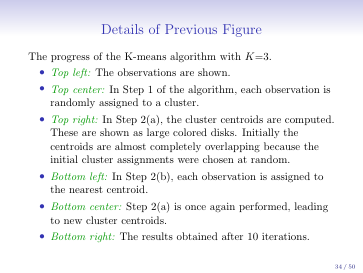 Details of Previous Figure
The progress of the K-means algorithm with K=3.
• Top left: The observations are shown.
• Top center: In Step 1 of the algorithm, each observation is
randomly assigned to a cluster.
• Top right: In Step 2(a), the cluster centroids are computed.
These are shown as large colored disks. Initially the
centroids are almost completely overlapping because the
initial cluster assignments were chosen at random.
• Bottom left: In Step 2(b), each observation is assigned to
the nearest centroid.
• Bottom center: Step 2(a) is once again performed, leading
to new cluster centroids.
• Bottom right: The results obtained after 10 iterations.
34 / 50